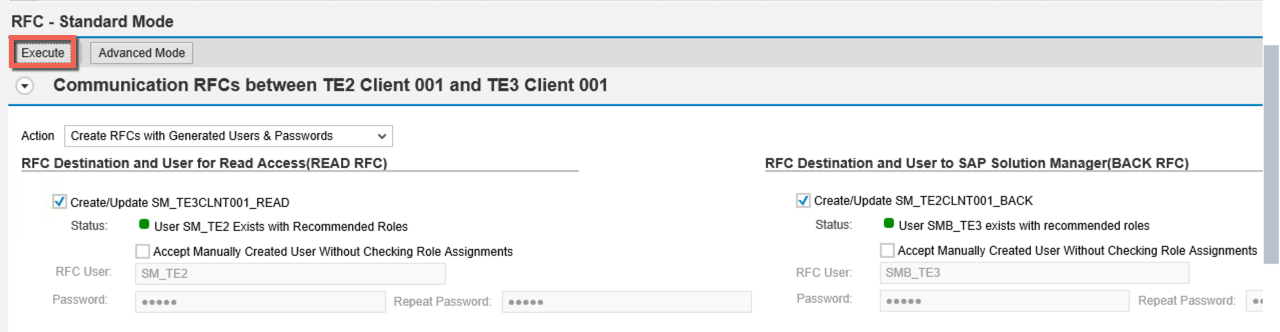 RFC - Standard Mode
Execute Advanced Mode
Communication RFCs between TE2 Client 001 and TE3 Client 001
Action Create RFCs with Generated Users & Passwords
RFC Destination and User for Read Access(READ RFC) RFC Destination and User to SAP Solution Manager(BACK RFC)
Create/Update SM_TE3CLNT001_READ Create/Update SM_TE2CLNT001_BACK
Status: User SM_TE2 Exists with Recommended Roles Status: User SMB_TE3 exists with recommended roles
Accept Manually Created User Without Checking Role Assignments Accept Manually Created User Without Checking Role Assignments
RFC User: SM_TE2 RFC User: SMB_TE3
Password: ●●●●● Repeat Password: ●●●●● Password: ●●●●● Repeat Password: ●●